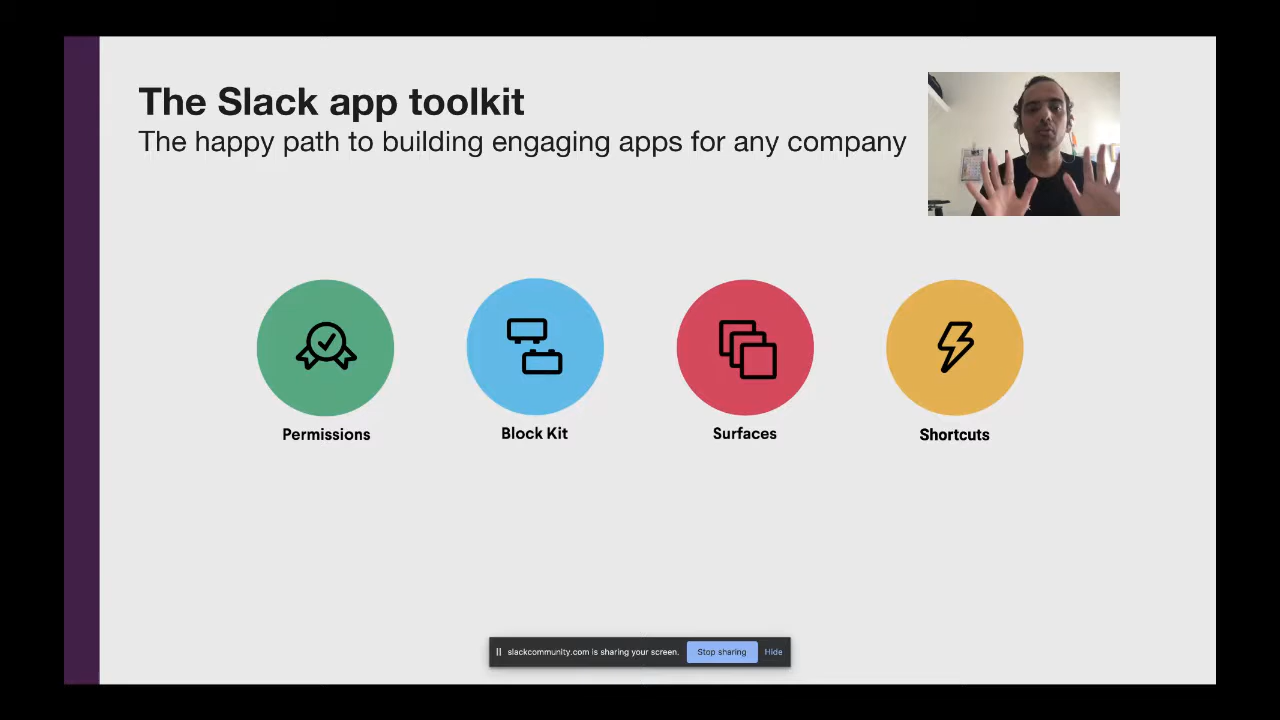 The Slack app toolkit
The happy path to building engaging apps for any company
Permissions
Block Kit
Surfaces
Shortcuts
slackcommunity.com is sharing your screen. Stop sharing Hide